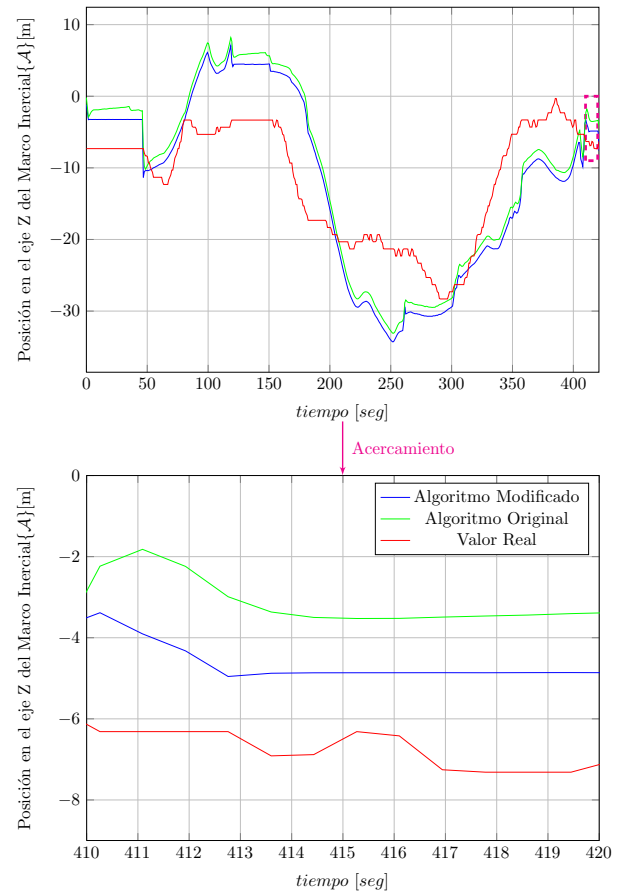 10
0
−10
−20
−30
Posición en el eje Z del Marco Inercial{𝒜}[m]
0 50 100 150 200 250 300 350 400
tiempo [seg]
Acercamiento
0
−2
−4
−6
−8
Posición en el eje Z del Marco Inercial{𝒜}[m]
Algoritmo Modificado
Algoritmo Original
Valor Real
410 411 412 413 414 415 416 417 418 419 420
tiempo [seg]